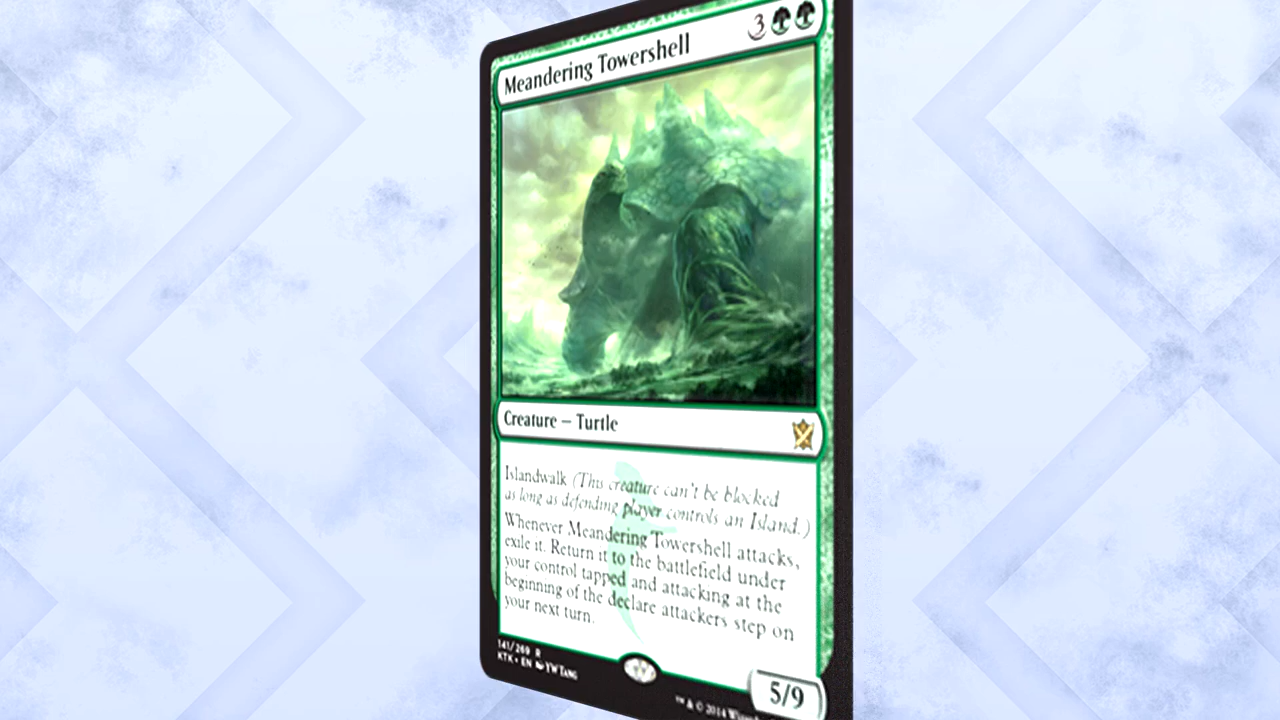 Meandering Towershell
3
Creature — Turtle
Islandwalk (This creature can't be blocked
as long as defending player controls an Island.)
Whenever Meandering Towershell attacks,
exile it. Return it to the battlefield under
your control tapped and attacking at the
beginning of the declare attackers step on
your next turn.
141/269 R
KTK • EN YW Tang
™ & © 2014
5/9